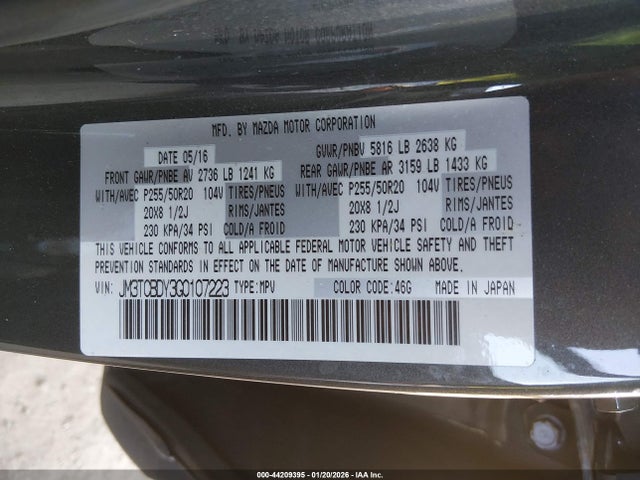 MFD. BY MAZDA MOTOR CORPORATION
DATE 05/16 GVWR/PNBV 5816 LB 2638 KG
FRONT GAWR/PNBE AV 2736 LB 1241 KG REAR GAWR/PNBE AR 3159 LB 1433 KG
WITH/AVEC P255/50R20 104V TIRES/PNEUS WITH/AVEC P255/50R20 104V TIRES/PNEUS
20X8 1/2J RIMS/JANTES 20X8 1/2J RIMS/JANTES
230 KPA/34 PSI COLD/A FROID 230 KPA/34 PSI COLD/A FROID
THIS VEHICLE CONFORMS TO ALL APPLICABLE FEDERAL MOTOR VEHICLE SAFETY AND THEFT
PREVENTION STANDARDS IN EFFECT ON THE DATE OF MANUFACTURE SHOWN ABOVE.
VIN: JM3TCBDY3G0107223 TYPE:MPV COLOR CODE:46G MADE IN JAPAN
000-44209395 - 01/20/2026 - IAA Inc.